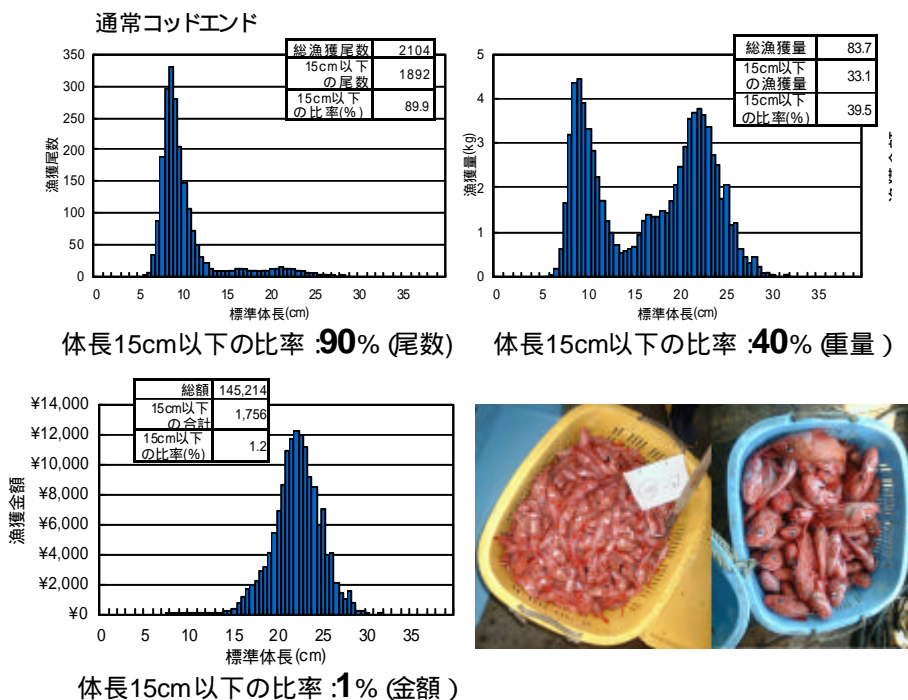 通常コッドエンド
総漁獲尾数 2104
15cm以下の尾数 1892
15cm以下の比率(%) 89.9
漁獲尾数
350
300
250
200
150
100
50
0
0 5 10 15 20 25 30 35
標準体長(cm)
体長15cm以下の比率:90%(尾数)
総漁獲量 83.7
15cm以下の漁獲量 33.1
15cm以下の比率(%) 39.5
漁獲量(kg)
5
4
3
2
1
0
0 5 10 15 20 25 30 35
標準体長(cm)
体長15cm以下の比率:40%(重量)
総額 145,214
15cm以下の合計 1,756
15cm以下の比率(%) 1.2
漁獲金額
¥14,000
¥12,000
¥10,000
¥8,000
¥6,000
¥4,000
¥2,000
¥0
0 5 10 15 20 25 30 35
標準体長(cm)
体長15cm以下の比率:1%(金額)